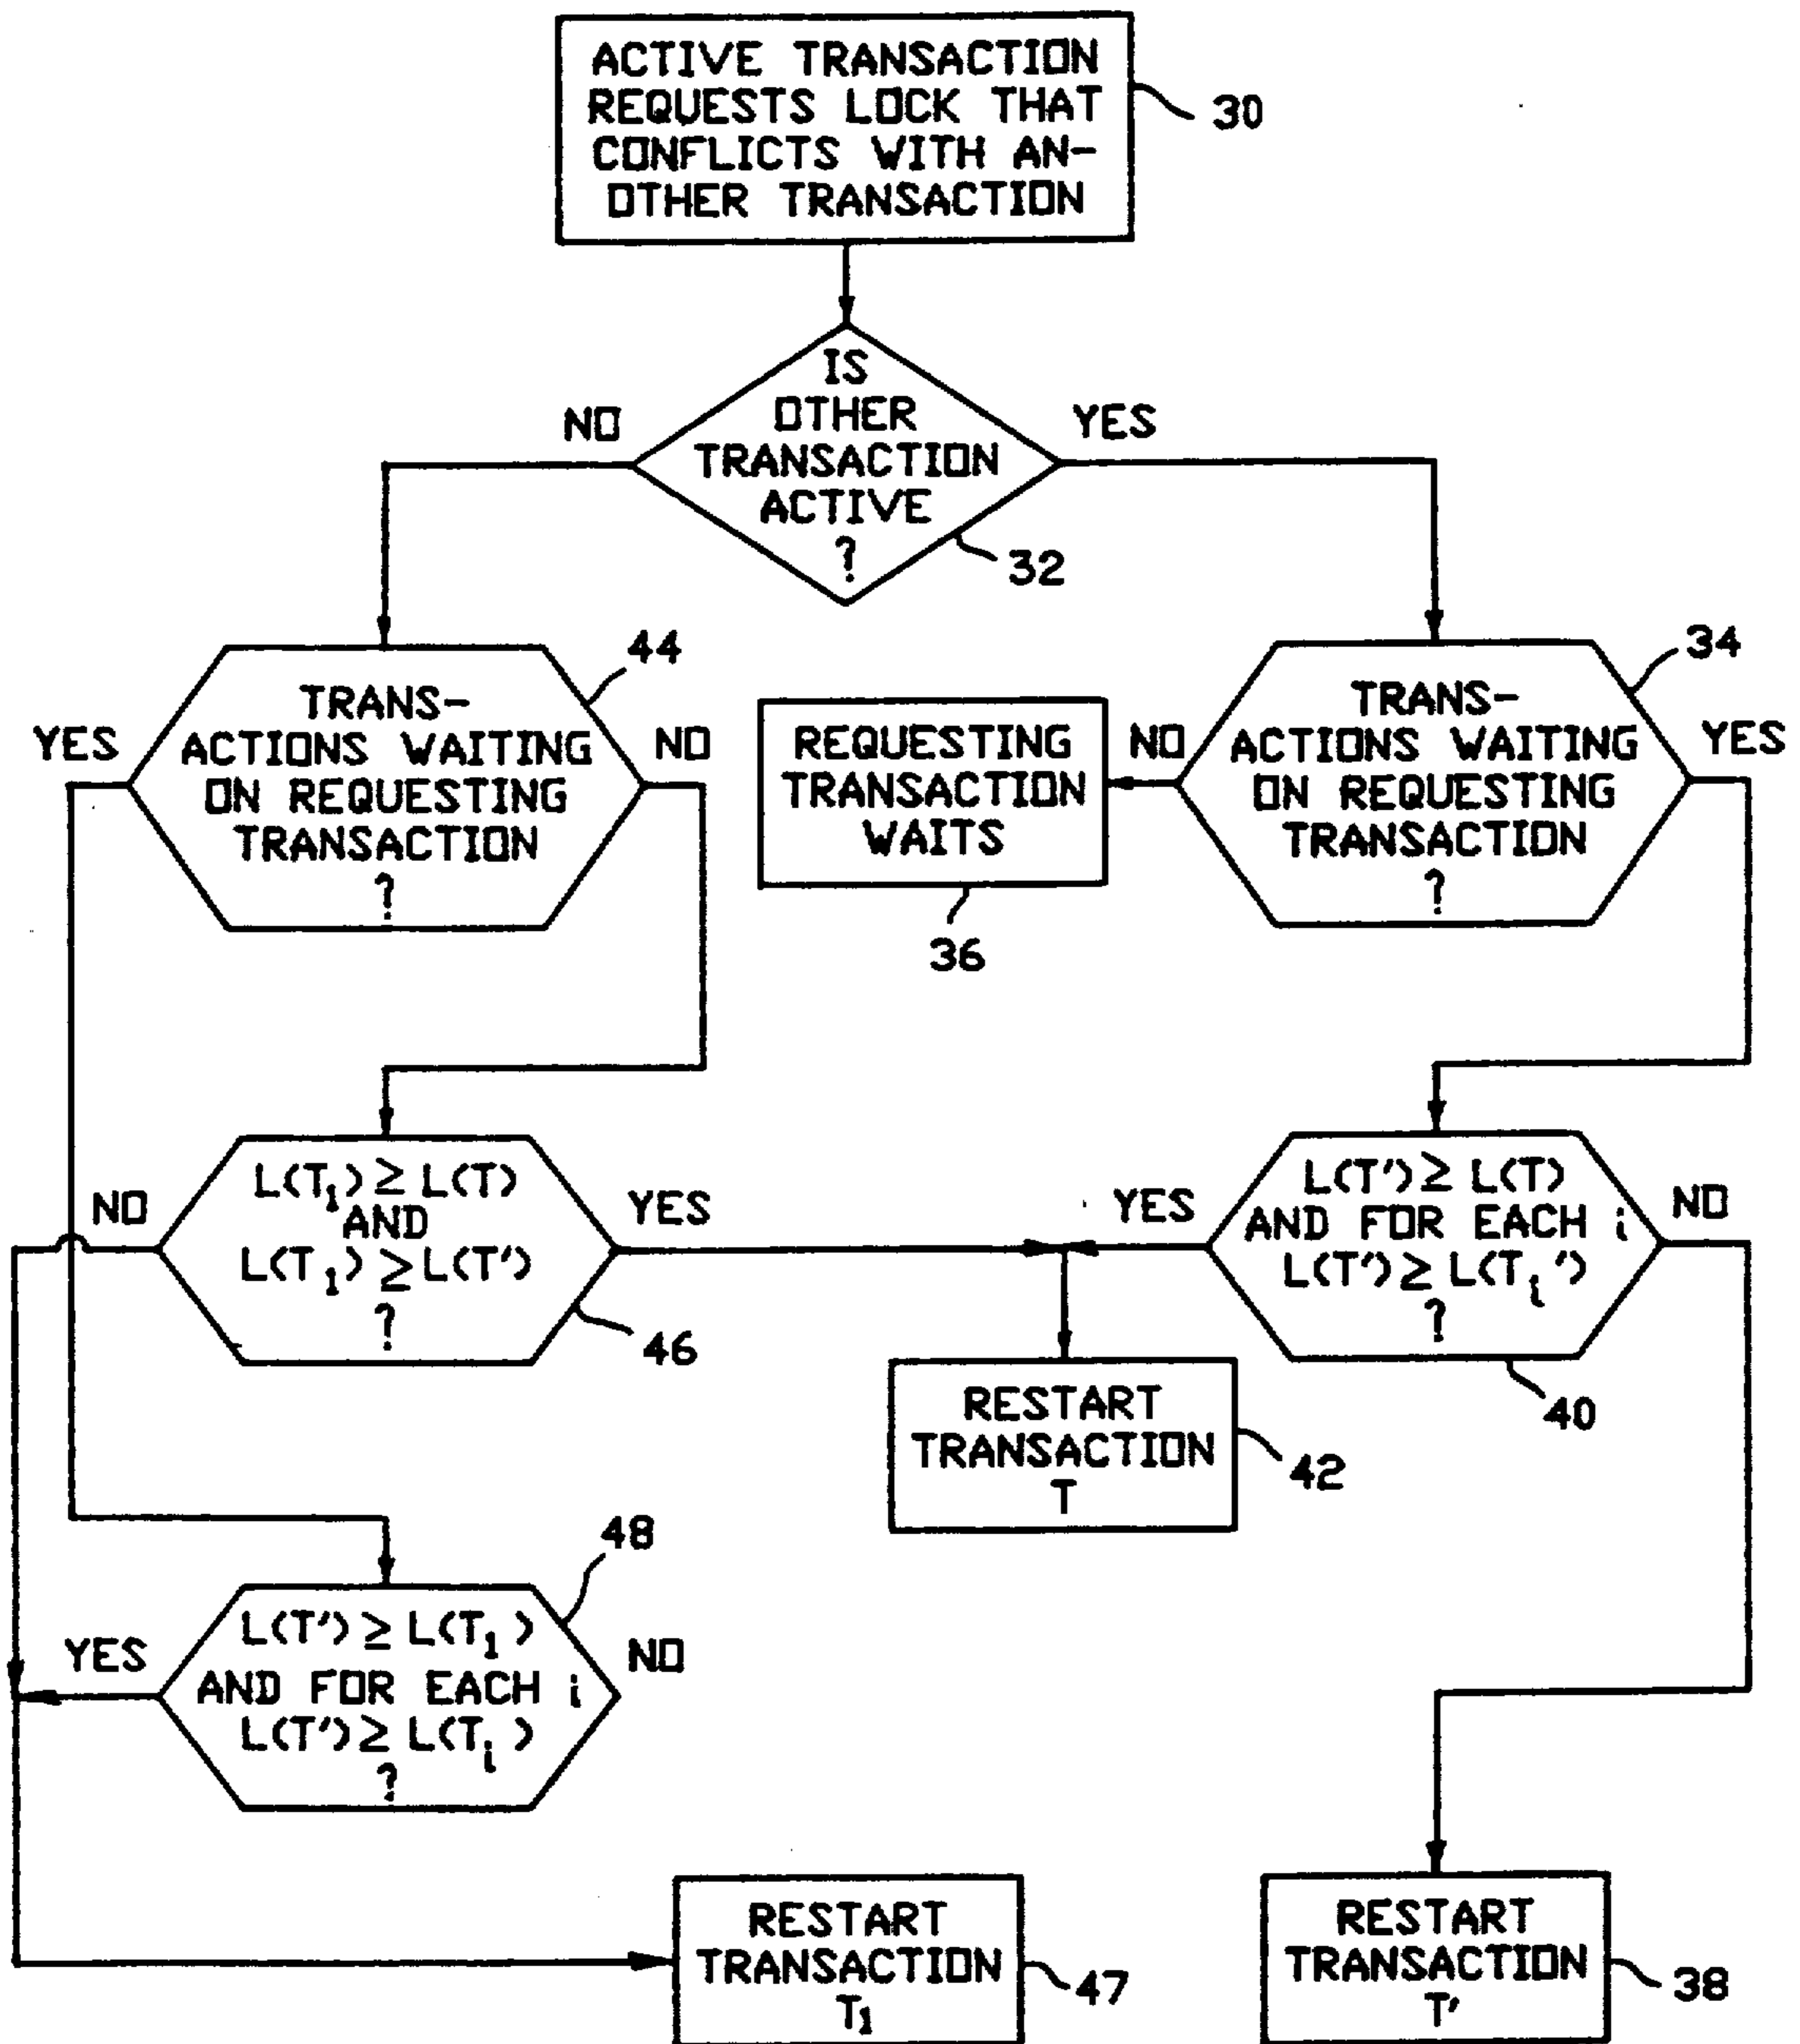 ACTIVE TRANSACTION
REQUESTS LOCK THAT
CONFLICTS WITH AN-
OTHER TRANSACTION
30
IS
OTHER
TRANSACTION
ACTIVE
?
NO
YES
32
TRANS-
ACTIONS WAITING
ON REQUESTING
TRANSACTION
?
44
YES
NO
REQUESTING
TRANSACTION
WAITS
36
TRANS-
ACTIONS WAITING
ON REQUESTING
TRANSACTION
?
34
NO
YES
L(T₁) ≥ L(T)
AND
L(T₁) ≥ L(T')
?
NO
YES
46
L(T') ≥ L(T)
AND FOR EACH i
L(T') ≥ L(Tᵢ')
?
YES
NO
40
RESTART
TRANSACTION
T
42
L(T') ≥ L(T₁)
AND FOR EACH i
L(T') ≥ L(Tᵢ)
?
48
YES
NO
RESTART
TRANSACTION
T₁
47
RESTART
TRANSACTION
T'
38